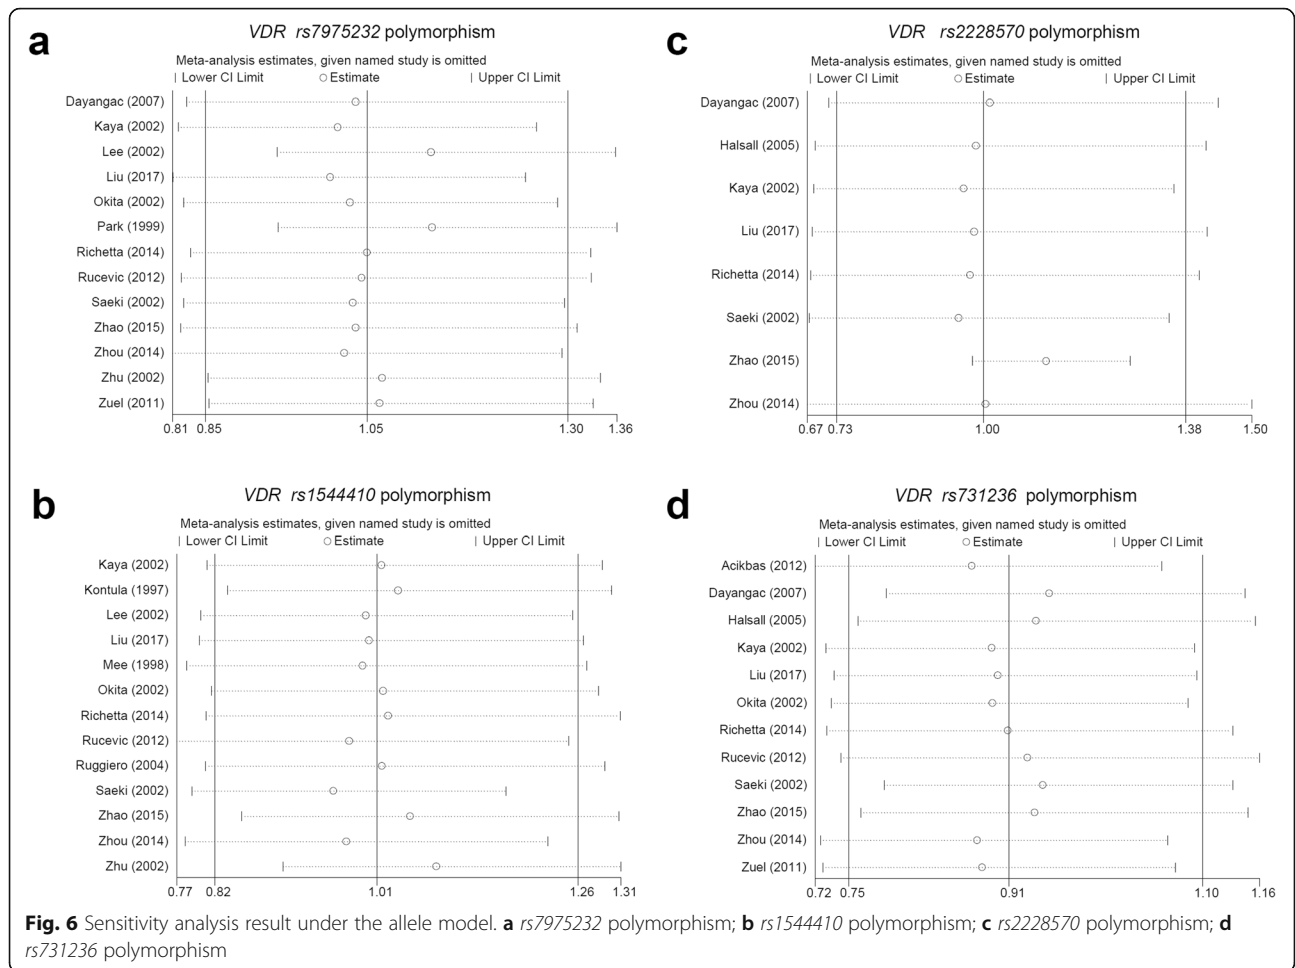 a
VDR rs7975232 polymorphism
Meta-analysis estimates, given named study is omitted
Lower CI Limit Estimate Upper CI Limit
Dayangac (2007)
Kaya (2002)
Lee (2002)
Liu (2017)
Okita (2002)
Park (1999)
Richetta (2014)
Rucevic (2012)
Saeki (2002)
Zhao (2015)
Zhou (2014)
Zhu (2002)
Zuel (2011)
0.81 0.85 1.05 1.30 1.36
c
VDR rs2228570 polymorphism
Meta-analysis estimates, given named study is omitted
Lower CI Limit Estimate Upper CI Limit
Dayangac (2007)
Halsall (2005)
Kaya (2002)
Liu (2017)
Richetta (2014)
Saeki (2002)
Zhao (2015)
Zhou (2014)
0.67 0.73 1.00 1.38 1.50
b
VDR rs1544410 polymorphism
Meta-analysis estimates, given named study is omitted
Lower CI Limit Estimate Upper CI Limit
Kaya (2002)
Kontula (1997)
Lee (2002)
Liu (2017)
Mee (1998)
Okita (2002)
Richetta (2014)
Rucevic (2012)
Ruggiero (2004)
Saeki (2002)
Zhao (2015)
Zhou (2014)
Zhu (2002)
0.77 0.82 1.01 1.26 1.31
d
VDR rs731236 polymorphism
Meta-analysis estimates, given named study is omitted
Lower CI Limit Estimate Upper CI Limit
Acikbas (2012)
Dayangac (2007)
Halsall (2005)
Kaya (2002)
Liu (2017)
Okita (2002)
Richetta (2014)
Rucevic (2012)
Saeki (2002)
Zhao (2015)
Zhou (2014)
Zuel (2011)
0.72 0.75 0.91 1.10 1.16
Fig. 6 Sensitivity analysis result under the allele model. a rs7975232 polymorphism; b rs1544410 polymorphism; c rs2228570 polymorphism; d
rs731236 polymorphism